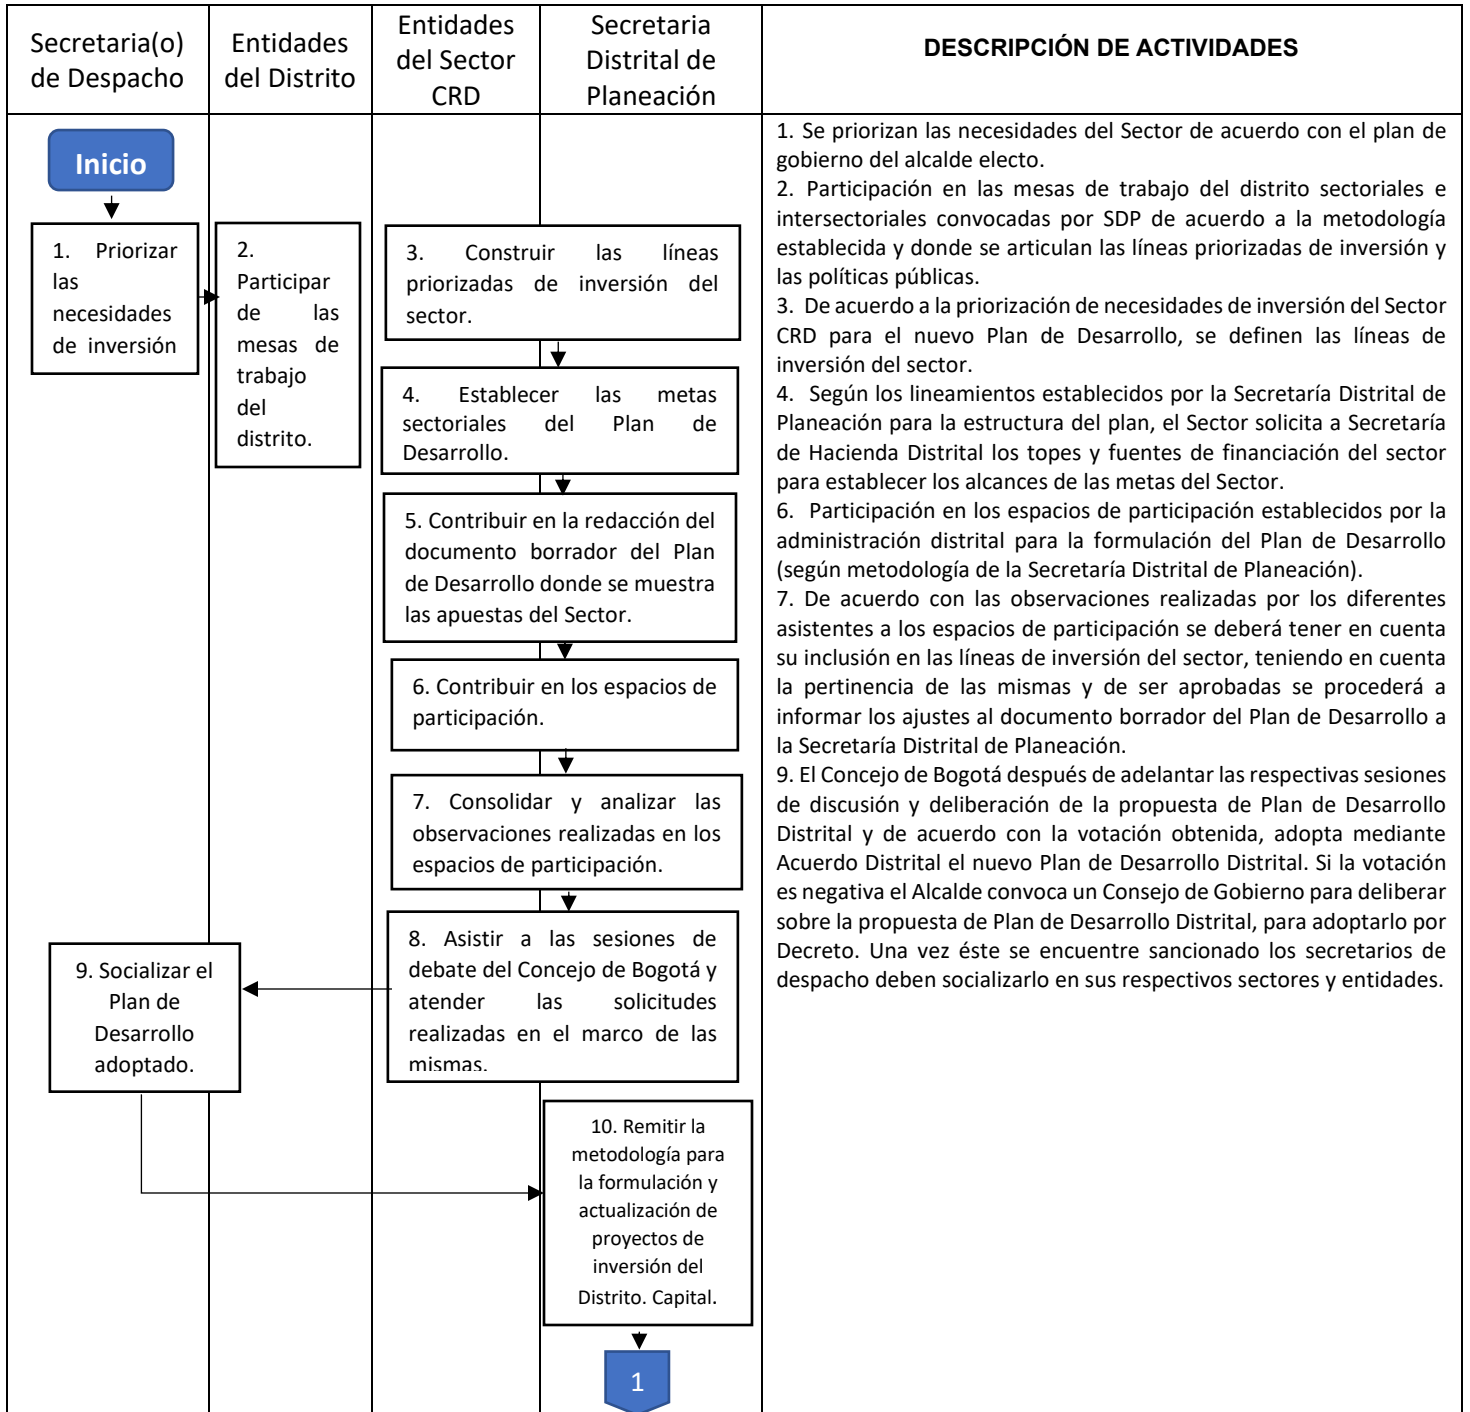 Secretaria(o)
de Despacho
Entidades
del Distrito
Entidades
del Sector
CRD
Secretaria
Distrital de
Planeación
DESCRIPCIÓN DE ACTIVIDADES
Inicio
1. Priorizar
las
necesidades
de inversión
2.
Participar
de las
mesas de
trabajo
del
distrito.
3. Construir las líneas
priorizadas de inversión del
sector.
4. Establecer las metas
sectoriales del Plan de
Desarrollo.
5. Contribuir en la redacción del
documento borrador del Plan
de Desarrollo donde se muestra
las apuestas del Sector.
6. Contribuir en los espacios de
participación.
7. Consolidar y analizar las
observaciones realizadas en los
espacios de participación.
8. Asistir a las sesiones de
debate del Concejo de Bogotá y
atender las solicitudes
realizadas en el marco de las
mismas.
9. Socializar el
Plan de
Desarrollo
adoptado.
10. Remitir la
metodología para
la formulación y
actualización de
proyectos de
inversión del
Distrito. Capital.
1
1. Se priorizan las necesidades del Sector de acuerdo con el plan de
gobierno del alcalde electo.
2. Participación en las mesas de trabajo del distrito sectoriales e
intersectoriales convocadas por SDP de acuerdo a la metodología
establecida y donde se articulan las líneas priorizadas de inversión y
las políticas públicas.
3. De acuerdo a la priorización de necesidades de inversión del Sector
CRD para el nuevo Plan de Desarrollo, se definen las líneas de
inversión del sector.
4. Según los lineamientos establecidos por la Secretaría Distrital de
Planeación para la estructura del plan, el Sector solicita a Secretaría
de Hacienda Distrital los topes y fuentes de financiación del sector
para establecer los alcances de las metas del Sector.
6. Participación en los espacios de participación establecidos por la
administración distrital para la formulación del Plan de Desarrollo
(según metodología de la Secretaría Distrital de Planeación).
7. De acuerdo con las observaciones realizadas por los diferentes
asistentes a los espacios de participación se deberá tener en cuenta
su inclusión en las líneas de inversión del sector, teniendo en cuenta
la pertinencia de las mismas y de ser aprobadas se procederá a
informar los ajustes al documento borrador del Plan de Desarrollo a
la Secretaría Distrital de Planeación.
9. El Concejo de Bogotá después de adelantar las respectivas sesiones
de discusión y deliberación de la propuesta de Plan de Desarrollo
Distrital y de acuerdo con la votación obtenida, adopta mediante
Acuerdo Distrital el nuevo Plan de Desarrollo Distrital. Si la votación
es negativa el Alcalde convoca un Consejo de Gobierno para deliberar
sobre la propuesta de Plan de Desarrollo Distrital, para adoptarlo por
Decreto. Una vez éste se encuentre sancionado los secretarios de
despacho deben socializarlo en sus respectivos sectores y entidades.